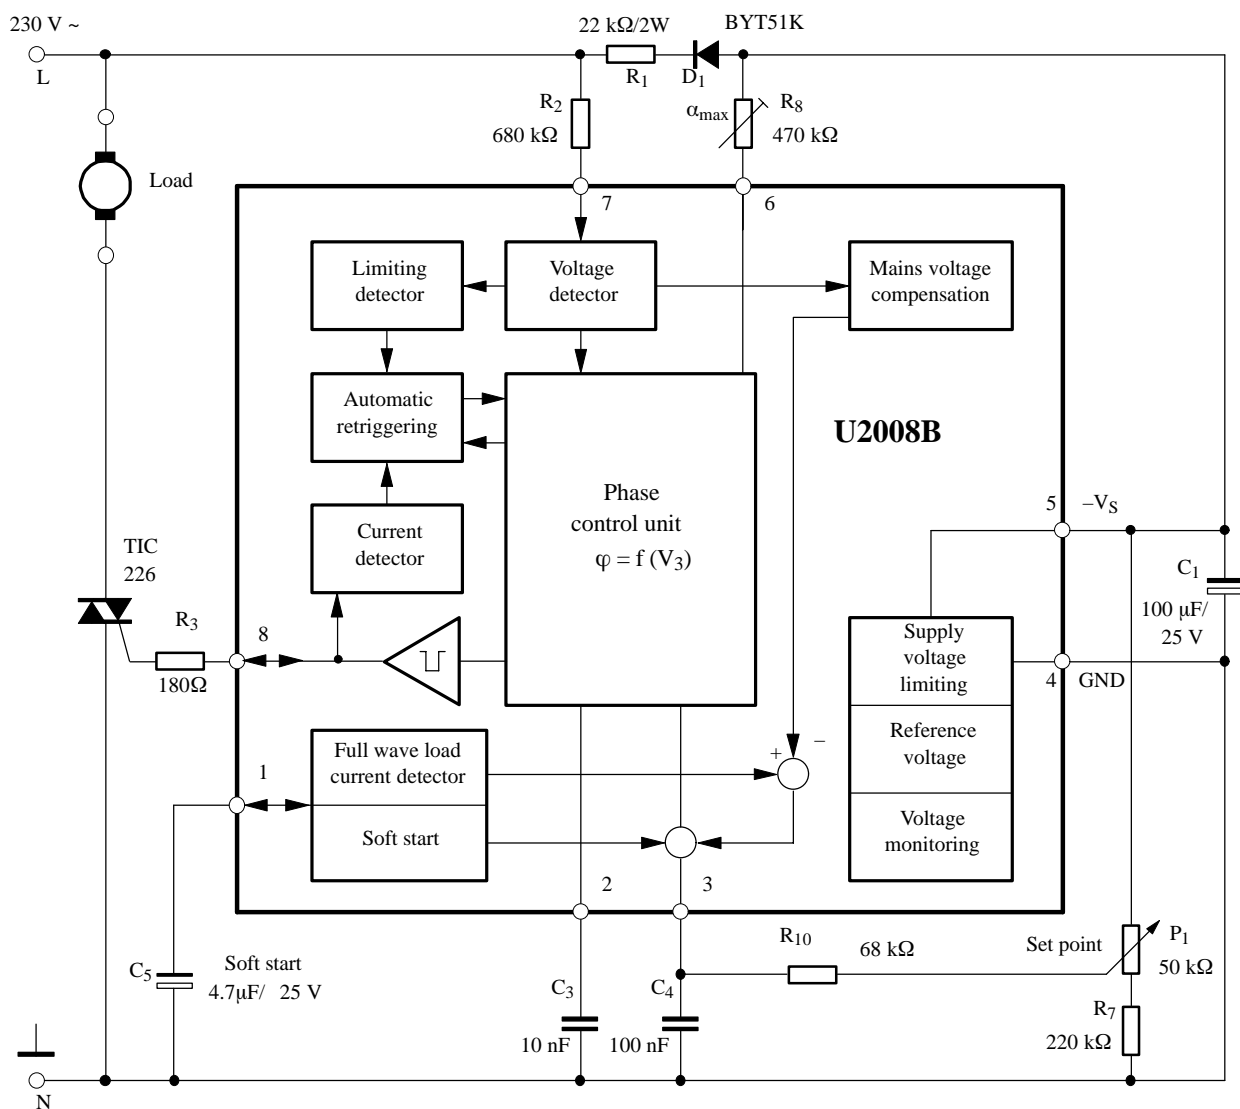 230 V ~
22 kΩ/2W
BYT51K
L
R1
D1
R2
680 kΩ
αmax
R8
470 kΩ
Load
7
6
Limiting
detector
Voltage
detector
Mains voltage
compensation
Automatic
retriggering
U2008B
Phase
control unit
φ = f (V3)
5
–VS
Current
detector
TIC
226
C1
100 μF/
25 V
R3
8
180Ω
Supply
voltage
limiting
4
GND
Reference
voltage
Full wave load
current detector
+
–
1
Voltage
monitoring
Soft start
2
3
R10
68 kΩ
Set point
P1
50 kΩ
C5
Soft start
4.7μF/ 25 V
C3
10 nF
C4
100 nF
R7
220 kΩ
N